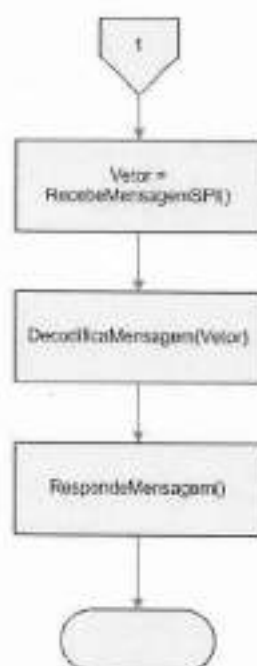 1
Vetor =
RecebeMensagemSPI()
DecodificaMensagem(Vetor)
RespondeMensagem()